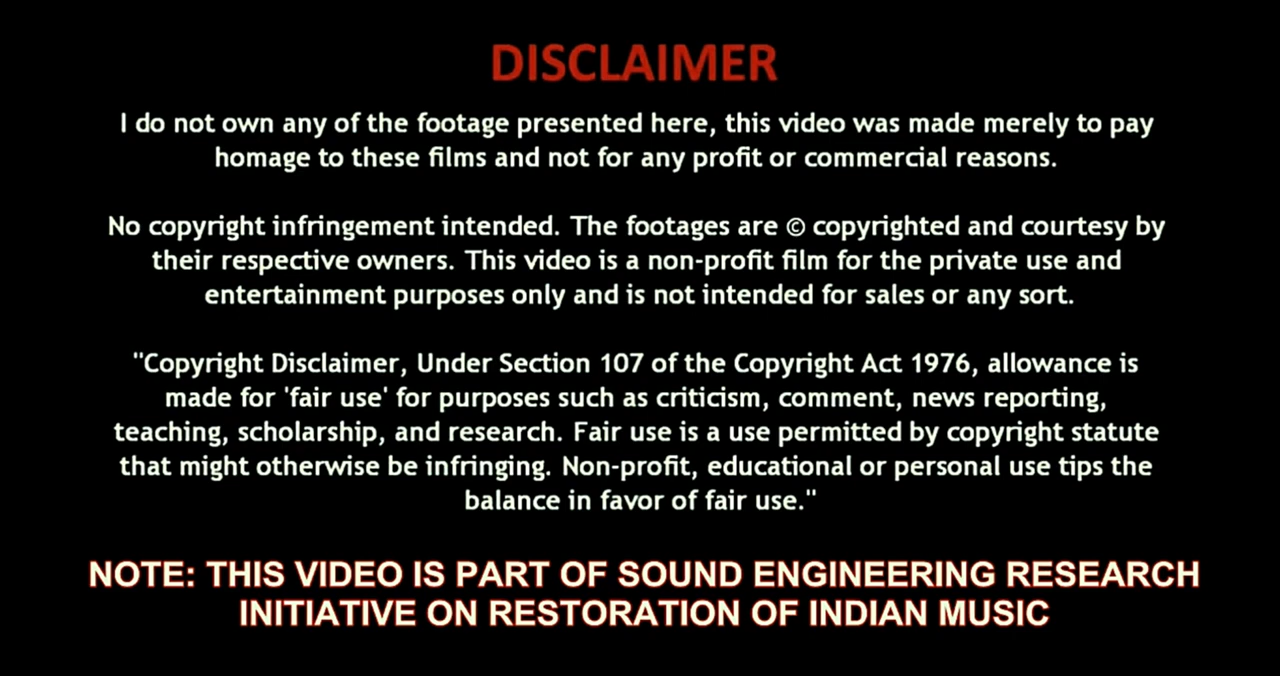 DISCLAIMER
I do not own any of the footage presented here, this video was made merely to pay
homage to these films and not for any profit or commercial reasons.
No copyright infringement intended. The footages are © copyrighted and courtesy by
their respective owners. This video is a non-profit film for the private use and
entertainment purposes only and is not intended for sales or any sort.
"Copyright Disclaimer, Under Section 107 of the Copyright Act 1976, allowance is
made for 'fair use' for purposes such as criticism, comment, news reporting,
teaching, scholarship, and research. Fair use is a use permitted by copyright statute
that might otherwise be infringing. Non-profit, educational or personal use tips the
balance in favor of fair use."
NOTE: THIS VIDEO IS PART OF SOUND ENGINEERING RESEARCH
INITIATIVE ON RESTORATION OF INDIAN MUSIC